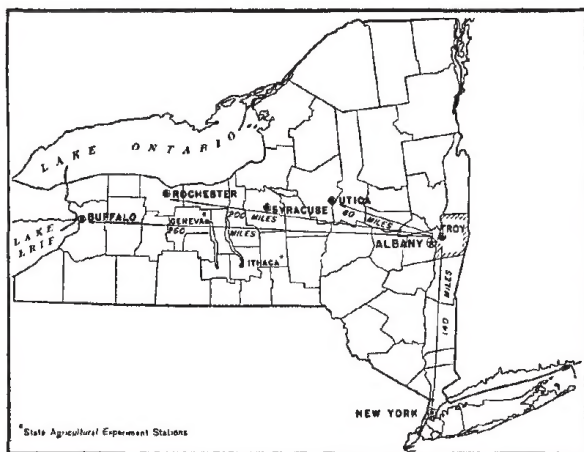 LAKE ONTARIO
ROCHESTER
UTICA
SYRACUSE
200 MILES
80 MILES
BUFFALO
GENEVA*
260 MILES
TROY
ALBANY
LAKE ERIE
ITHACA*
140 MILES
NEW YORK
*State Agricultural Experiment Stations